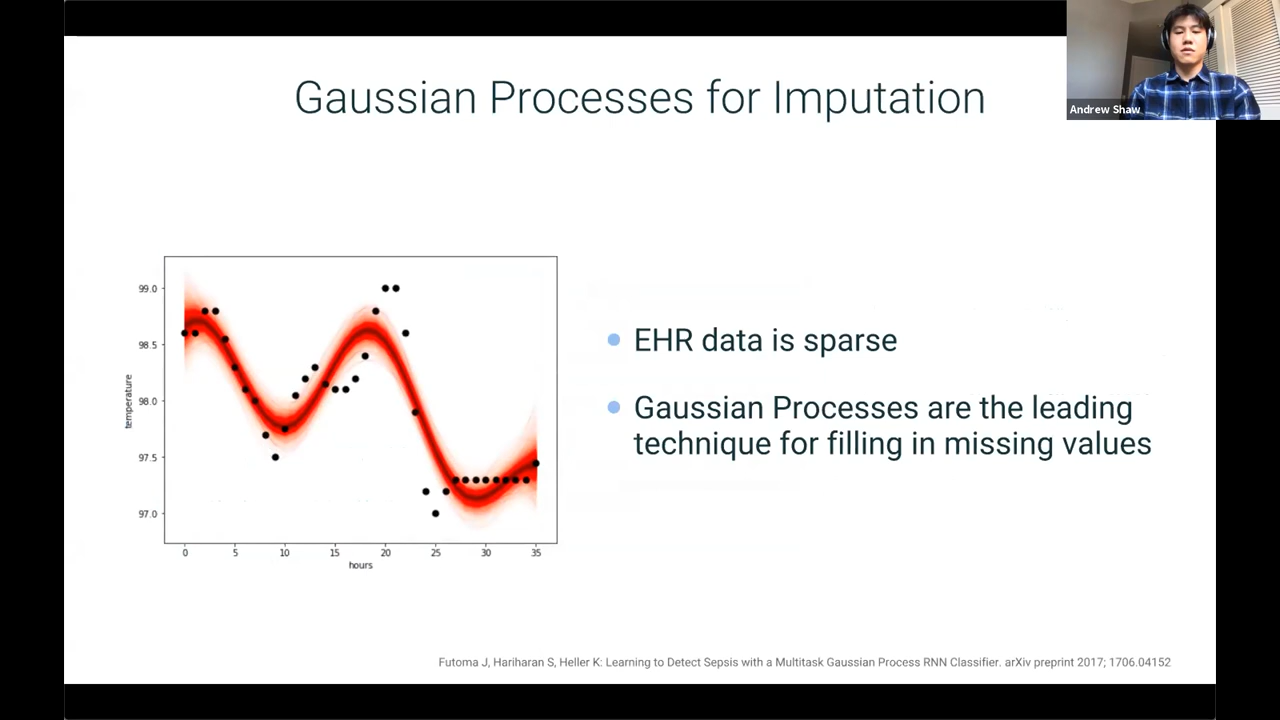 Gaussian Processes for Imputation
Andrew Shaw
99.0
98.5
98.0
97.5
97.0
temperature
0 5 10 15 20 25 30 35
hours
EHR data is sparse
Gaussian Processes are the leading
technique for filling in missing values
Futoma J, Hariharan S, Heller K: Learning to Detect Sepsis with a Multitask Gaussian Process RNN Classifier. arXiv preprint 2017; 1706.04152